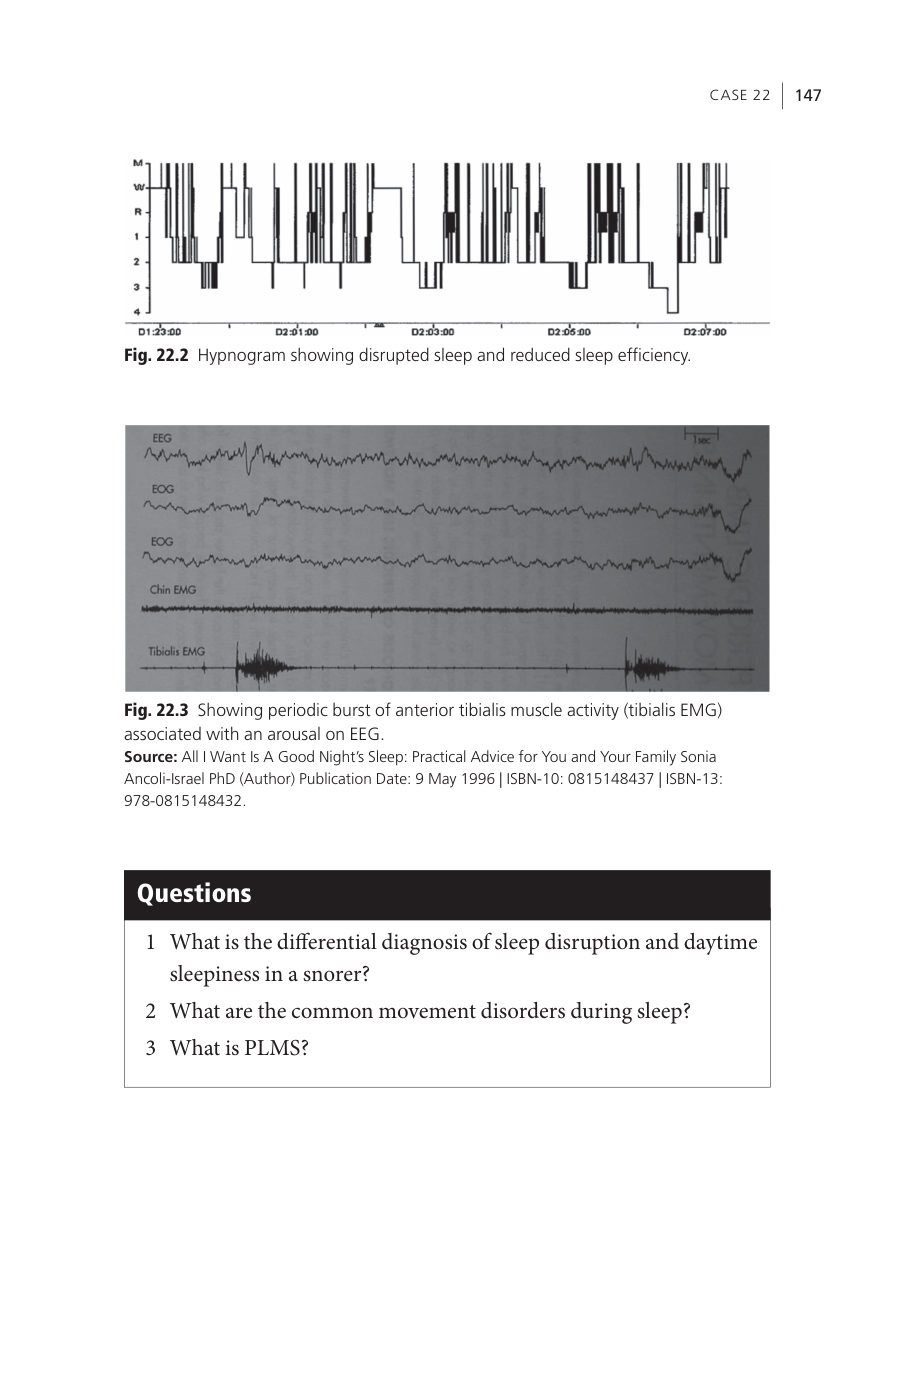 CASE 22 | 147
M
W
R
1
2
3
4
D1:23:00 D2:01:00 D2:03:00 D2:05:00 D2:07:00
Fig. 22.2 Hypnogram showing disrupted sleep and reduced sleep efficiency.
EEG
1sec
EOG
EOG
Chin EMG
Tibialis EMG
Fig. 22.3 Showing periodic burst of anterior tibialis muscle activity (tibialis EMG)
associated with an arousal on EEG.
Source: All I Want Is A Good Night’s Sleep: Practical Advice for You and Your Family Sonia
Ancoli-Israel PhD (Author) Publication Date: 9 May 1996 | ISBN-10: 0815148437 | ISBN-13:
978-0815148432.
Questions
1 What is the differential diagnosis of sleep disruption and daytime
sleepiness in a snorer?
2 What are the common movement disorders during sleep?
3 What is PLMS?